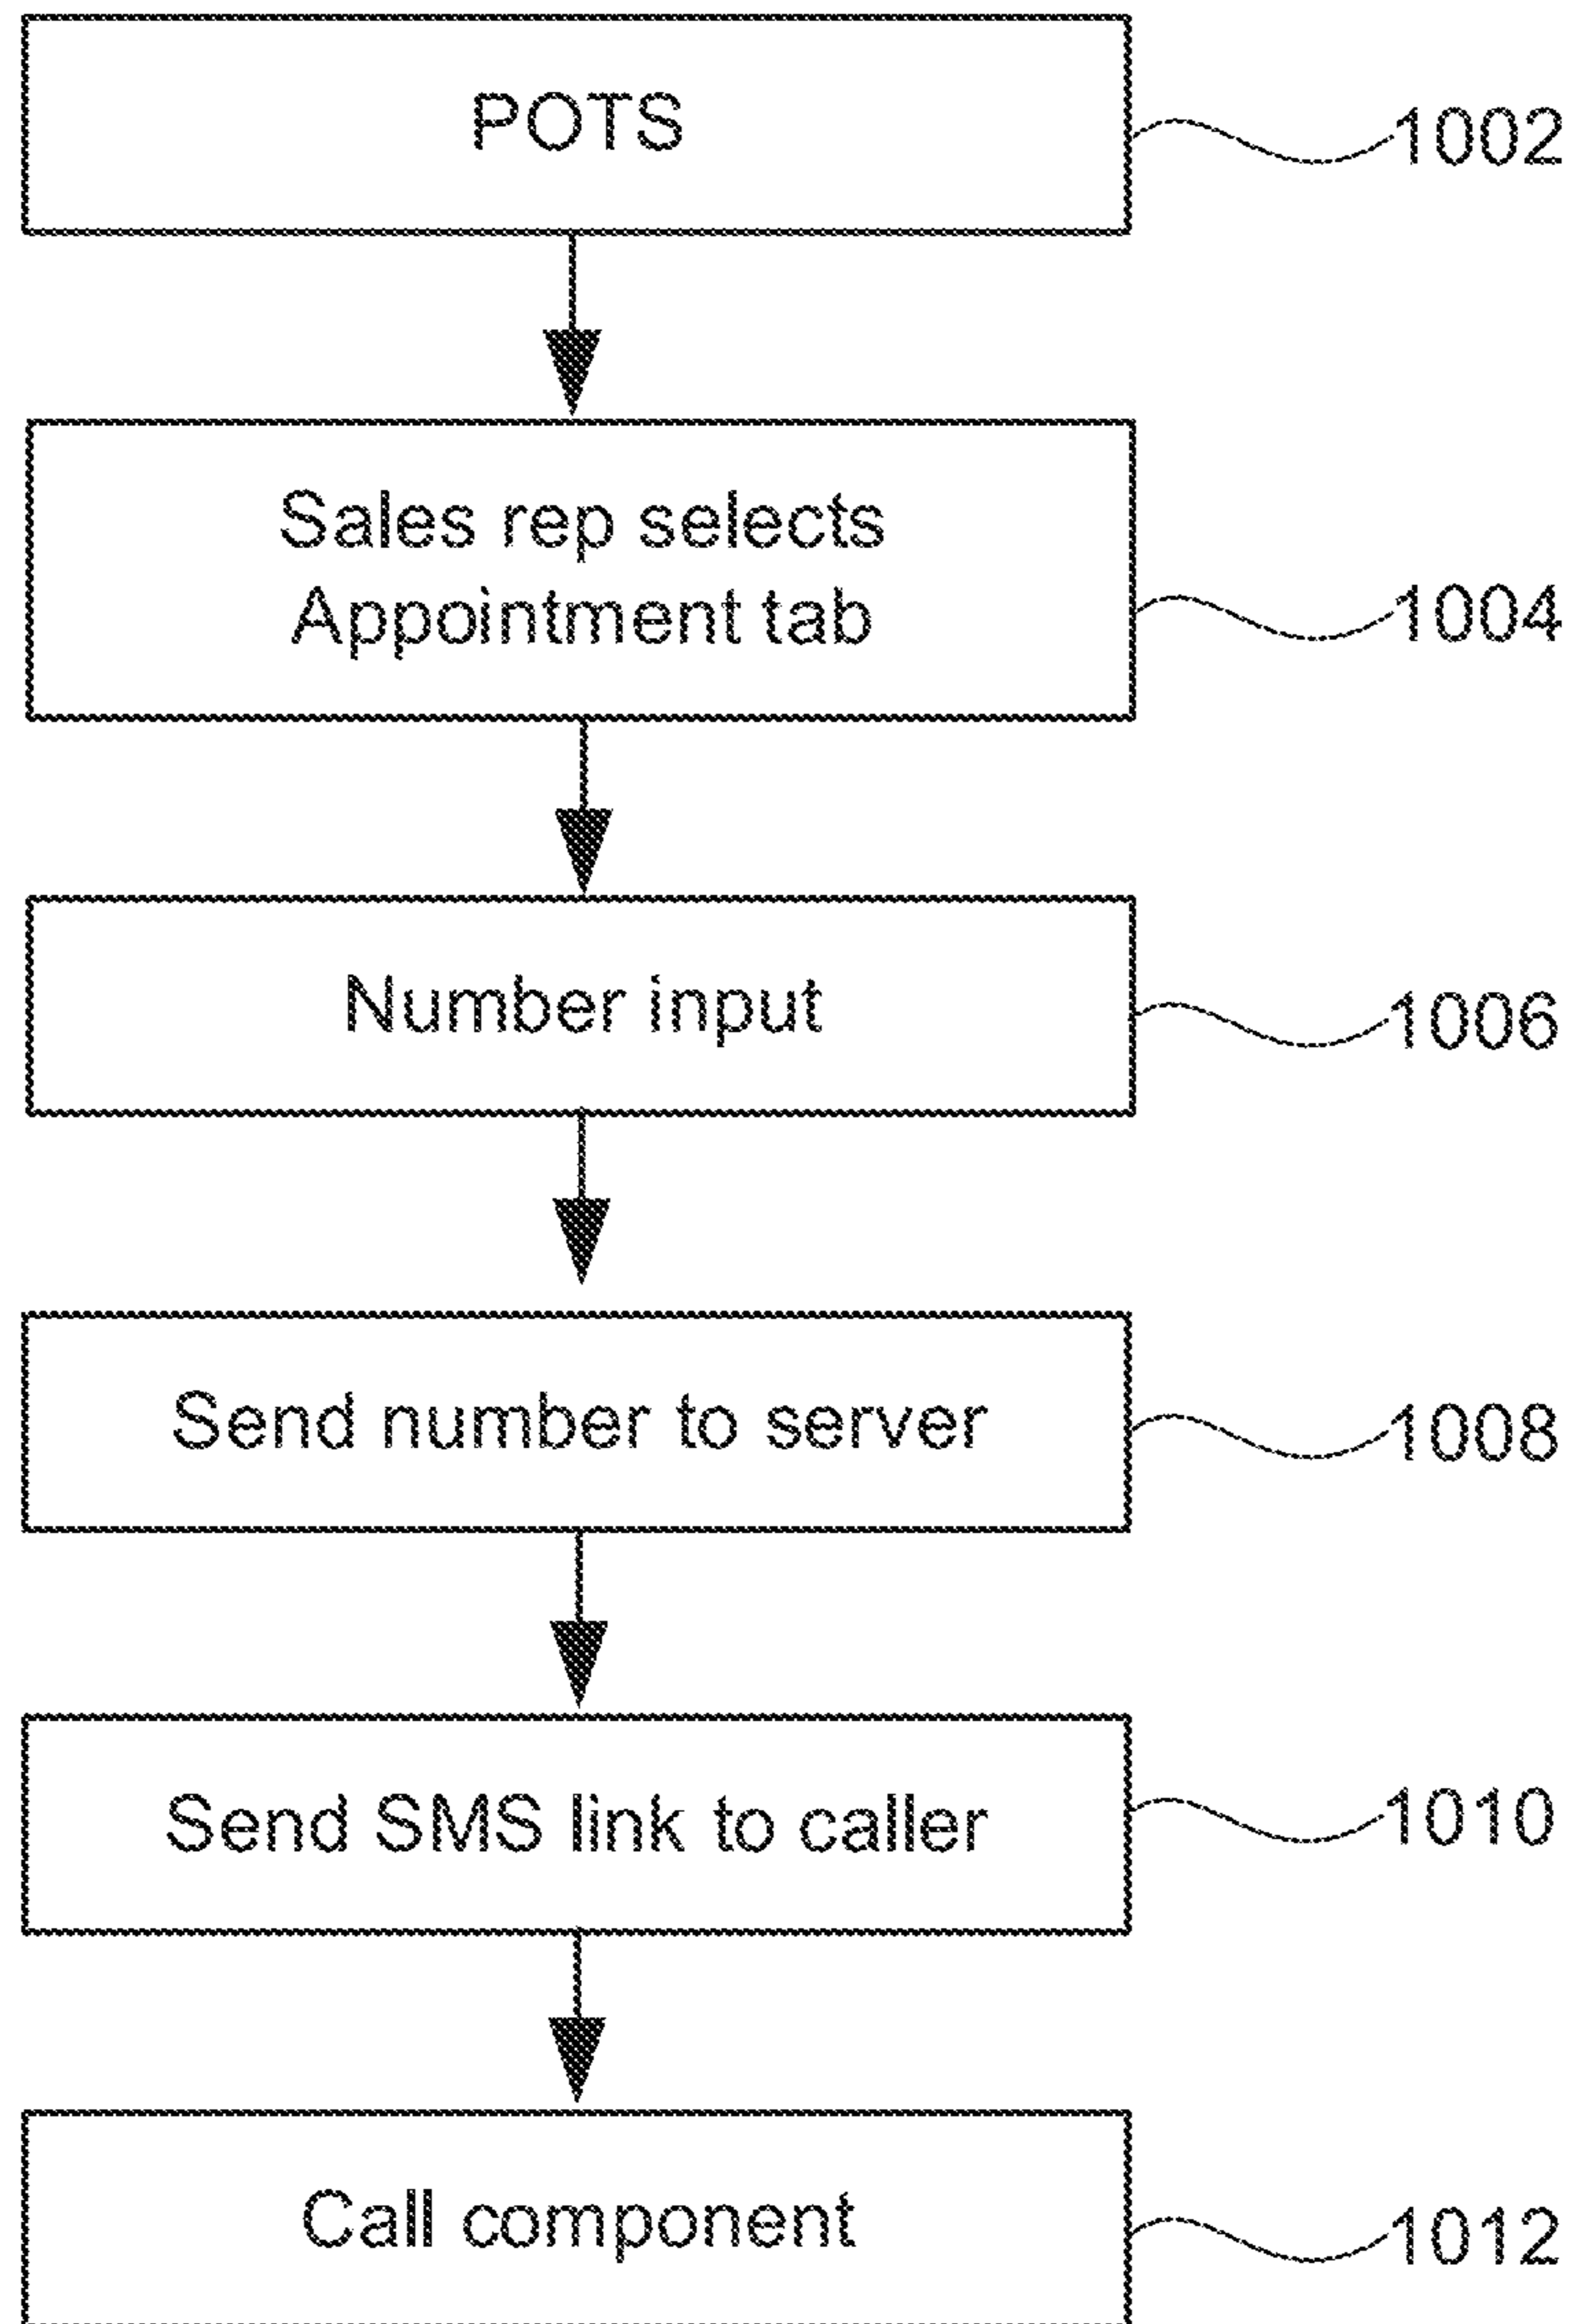 POTS
1002
Sales rep selects
Appointment tab
1004
Number input
1006
Send number to server
1008
Send SMS link to caller
1010
Call component
1012